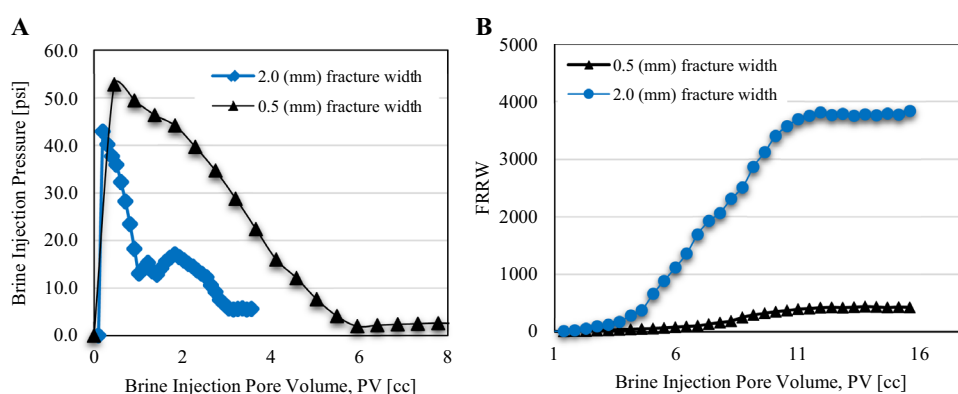 A
60.0
50.0
40.0
30.0
20.0
10.0
0.0
0
2
4
6
8
Brine Injection Pressure [psi]
Brine Injection Pore Volume, PV [cc]
2.0 (mm) fracture width
0.5 (mm) fracture width
B
5000
4000
3000
2000
1000
0
1
6
11
16
FRRW
Brine Injection Pore Volume, PV [cc]
0.5 (mm) fracture width
2.0 (mm) fracture width